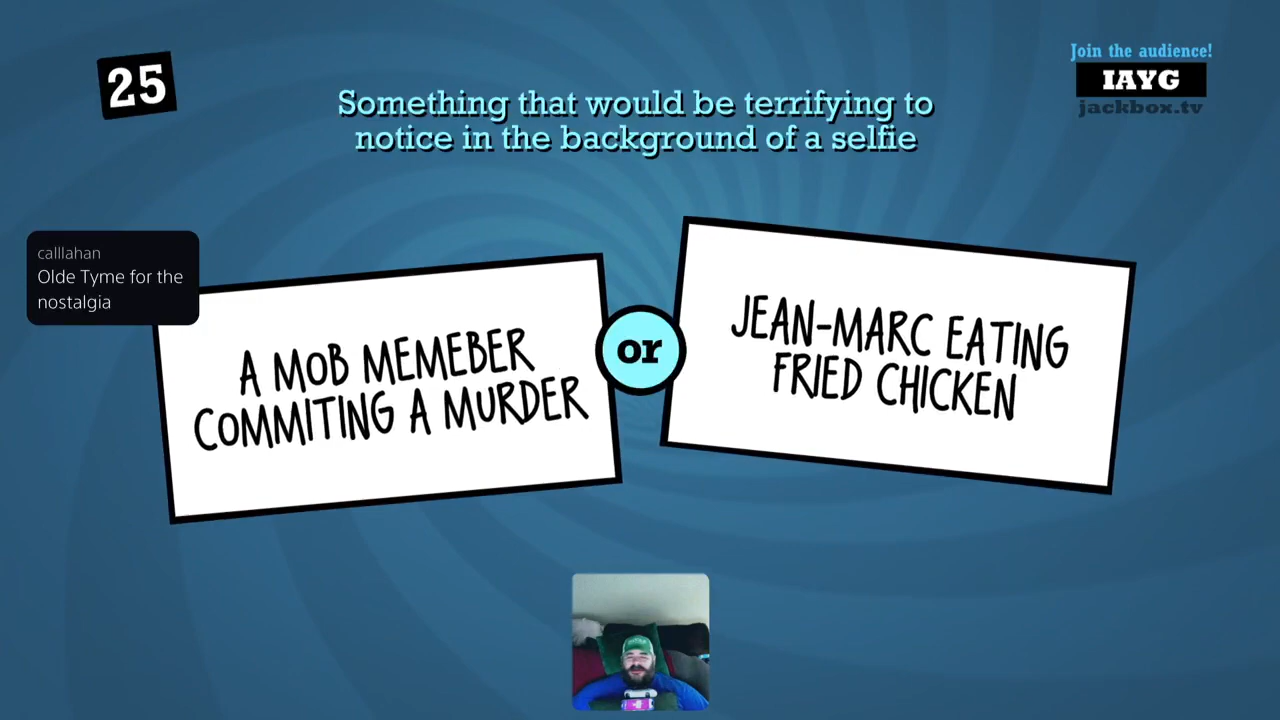 25
Something that would be terrifying to
notice in the background of a selfie
Join the audience!
IAYG
jackbox.tv
calllahan
Olde Tyme for the
nostalgia
A MOB MEMEBER
COMMITING A MURDER
or
JEAN-MARC EATING
FRIED CHICKEN